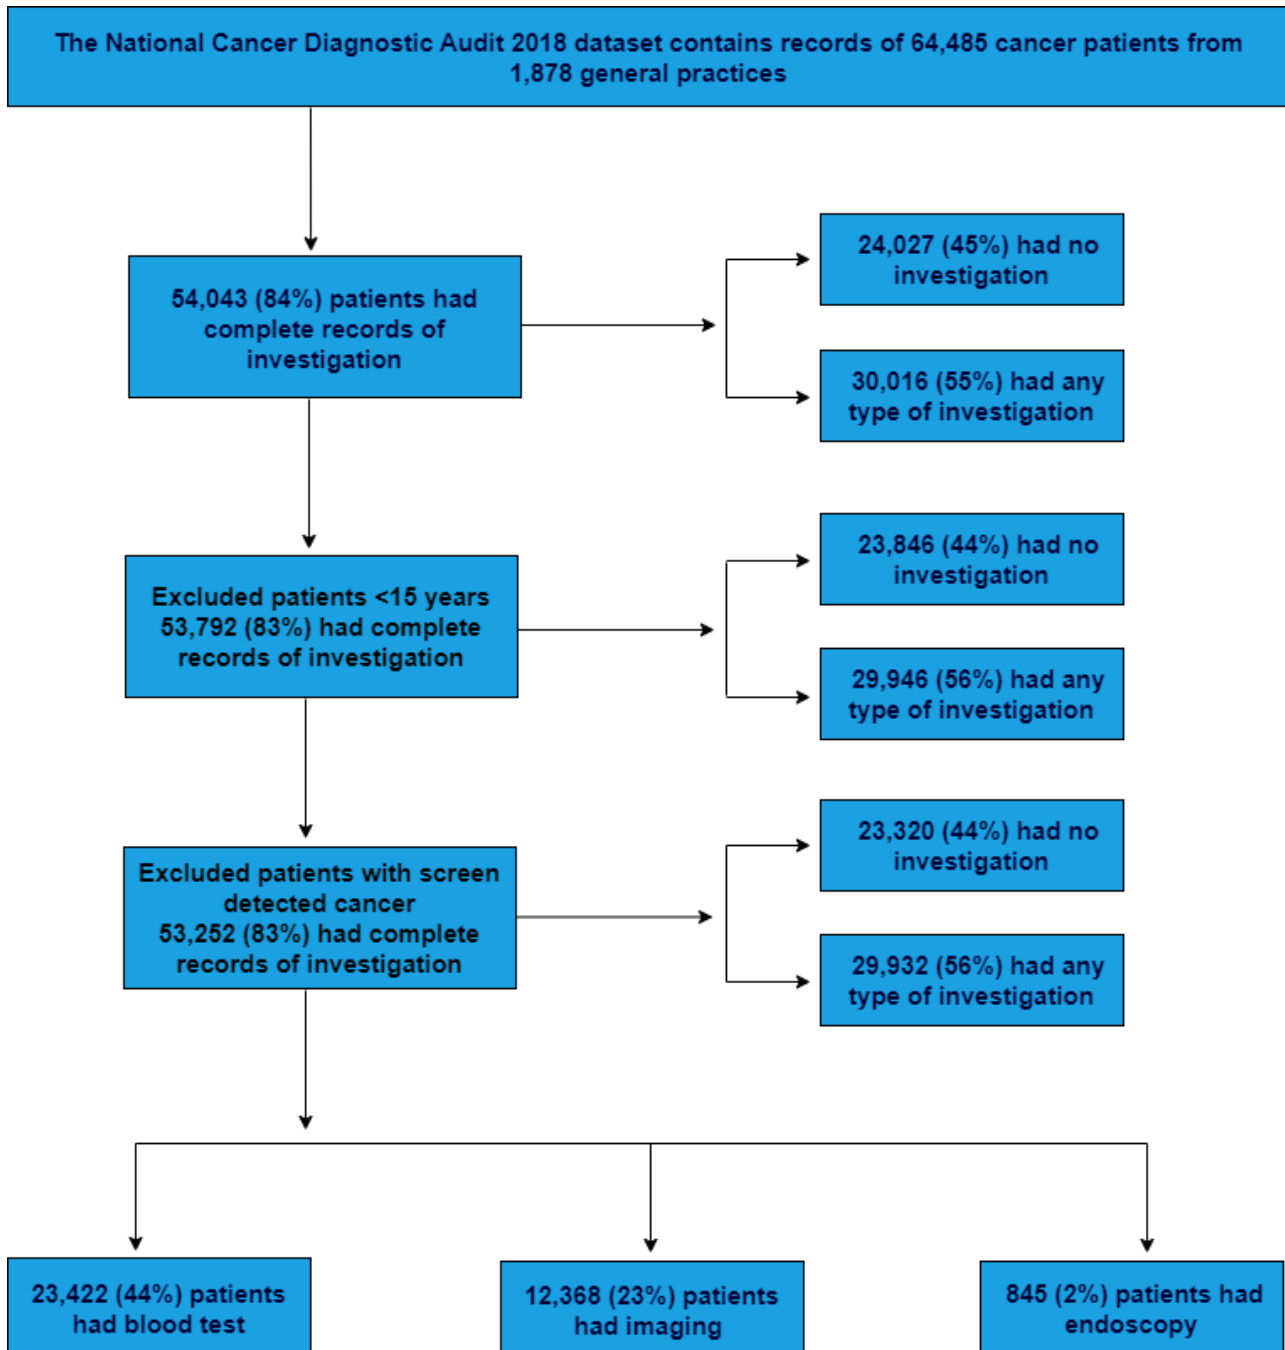 The National Cancer Diagnostic Audit 2018 dataset contains records of 64,485 cancer patients from
1,878 general practices
24,027 (45%) had no
investigation
54,043 (84%) patients had
complete records of
investigation
30,016 (55%) had any
type of investigation
23,846 (44%) had no
investigation
Excluded patients <15 years
53,792 (83%) had complete
records of investigation
29,946 (56%) had any
type of investigation
23,320 (44%) had no
investigation
Excluded patients with screen
detected cancer
53,252 (83%) had complete
records of investigation
29,932 (56%) had any
type of investigation
23,422 (44%) patients
had blood test
12,368 (23%) patients
had imaging
845 (2%) patients had
endoscopy